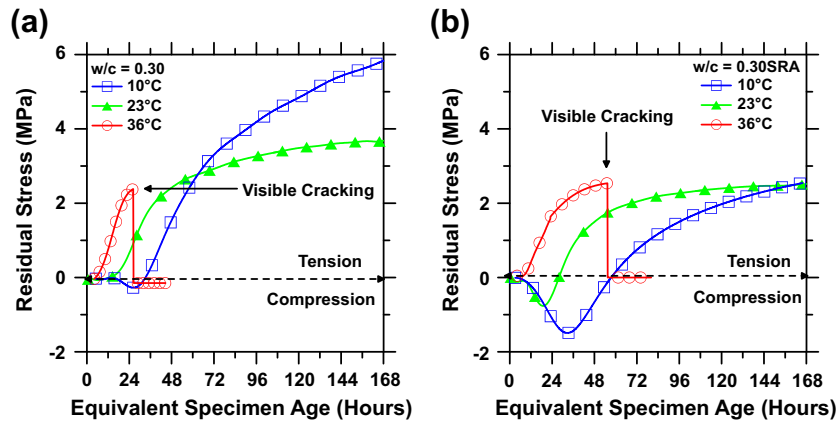 (a)
w/c = 0.30
10°C
23°C
36°C
Visible Cracking
Tension
Compression
Residual Stress (MPa)
6
4
2
0
-2
0 24 48 72 96 120 144 168
Equivalent Specimen Age (Hours)
(b)
w/c = 0.30SRA
10°C
23°C
36°C
Visible Cracking
Tension
Compression
Residual Stress (MPa)
6
4
2
0
-2
0 24 48 72 96 120 144 168
Equivalent Specimen Age (Hours)